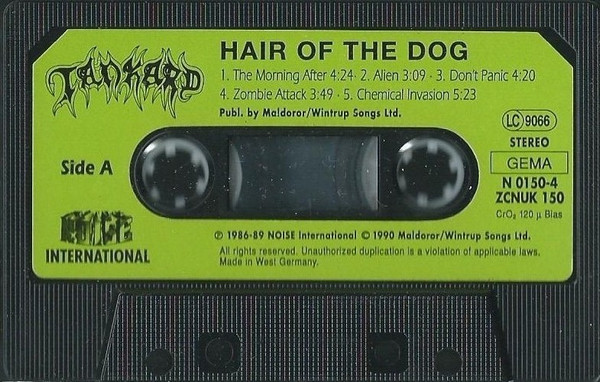 TANKARD
HAIR OF THE DOG
1. The Morning After 4:24 · 2. Alien 3:09 · 3. Don't Panic 4:20
4. Zombie Attack 3:49 · 5. Chemical Invasion 5:23
Publ. by Maldoror/Wintrup Songs Ltd.
LC 9066
STEREO
GEMA
N 0150-4
ZCNUK 150
CrO₂ 120 µ Bias
Side A
NOISE
INTERNATIONAL
℗ 1986-89 NOISE International © 1990 Maldoror/Wintrup Songs Ltd.
All rights reserved. Unauthorized duplication is a violation of applicable laws.
Made in West Germany.